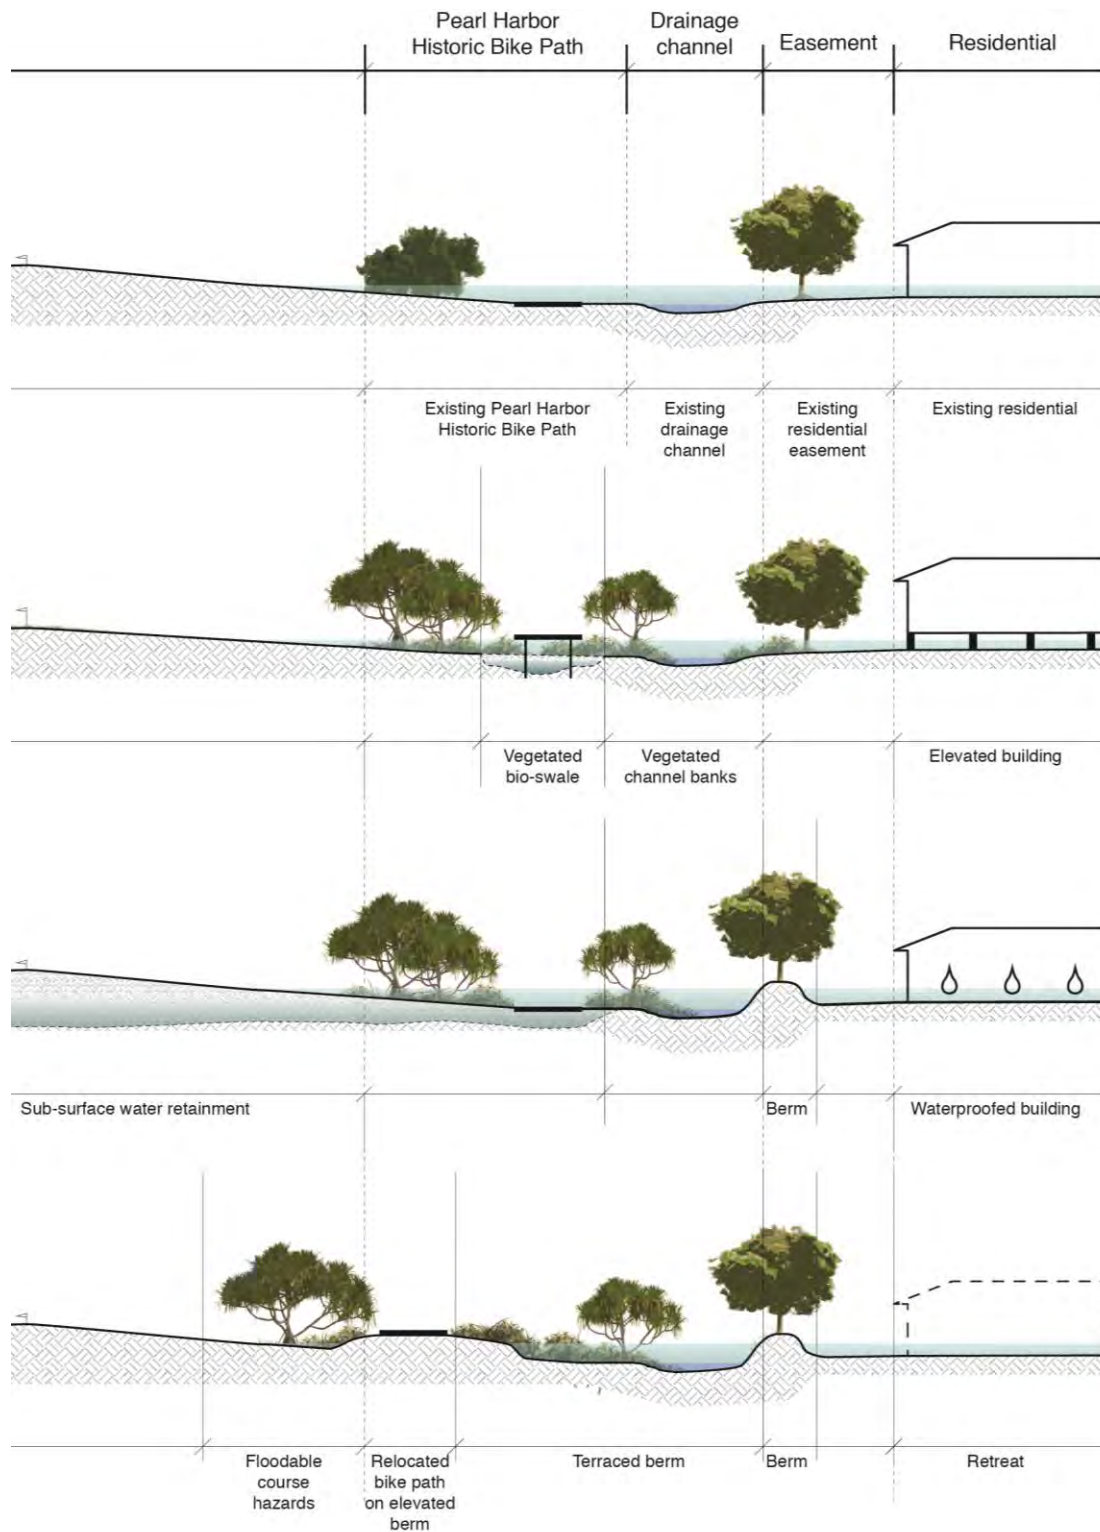 Pearl Harbor
Historic Bike Path
Drainage
channel
Easement
Residential
Existing Pearl Harbor
Historic Bike Path
Existing
drainage
channel
Existing
residential
easement
Existing residential
Vegetated
bio-swale
Vegetated
channel banks
Elevated building
Sub-surface water retainment
Berm
Waterproofed building
Floodable
course
hazards
Relocated
bike path
on elevated
berm
Terraced berm
Berm
Retreat